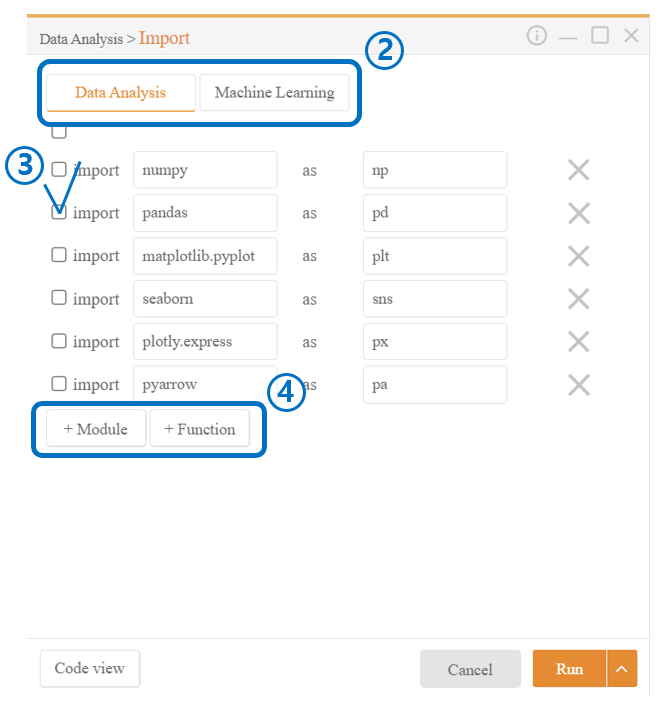 Data Analysis > Import
②
Data Analysis Machine Learning
③
import numpy as np
import pandas as pd
import matplotlib.pyplot as plt
import seaborn as sns
import plotly.express as px
import pyarrow as pa
④
+ Module + Function
Code view Cancel Run